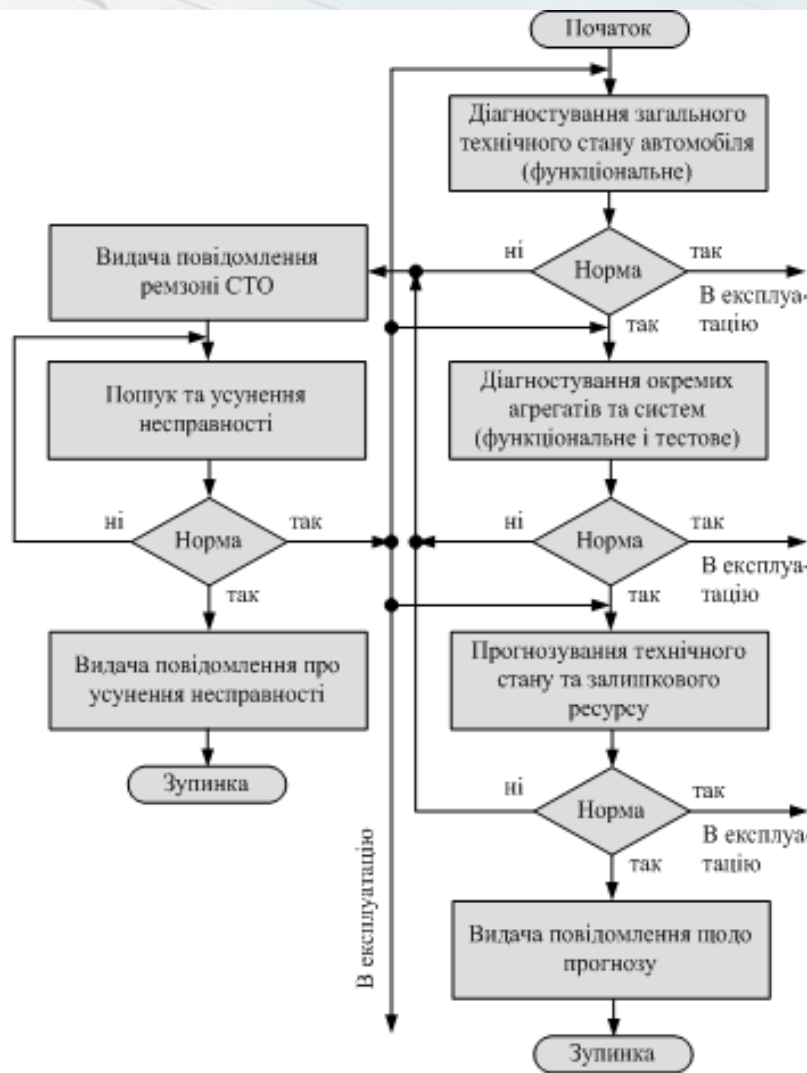 Початок
Діагностування загального
технічного стану автомобіля
(функціональне)
Норма
ні
так
В експлуа-
тацію
так
Видача повідомлення
ремзоні СТО
Пошук та усунення
несправності
Діагностування окремих
агрегатів та систем
(функціональне і тестове)
ні
Норма
так
так
ні
Норма
так
В експлуа-
тацію
так
Видача повідомлення про
усунення несправності
Зупинка
Прогнозування технічного
стану та залишкового
ресурсу
ні
Норма
так
В експлуа-
тацію
так
В експлуатацію
Видача повідомлення щодо
прогнозу
Зупинка